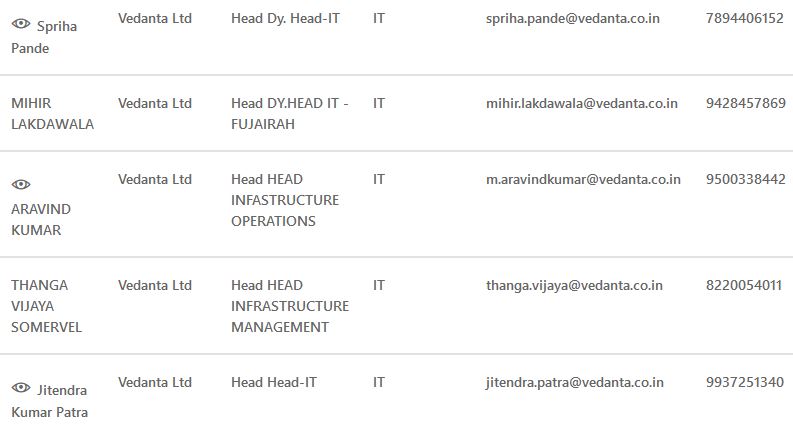 Spriha Pande Vedanta Ltd Head Dy. Head-IT IT spriha.pande@vedanta.co.in 7894406152
MIHIR LAKDAWALA Vedanta Ltd Head DY.HEAD IT - FUJAIRAH IT mihir.lakdawala@vedanta.co.in 9428457869
ARAVIND KUMAR Vedanta Ltd Head HEAD INFASTRUCTURE OPERATIONS IT m.aravindkumar@vedanta.co.in 9500338442
THANGA VIJAYA SOMERVEL Vedanta Ltd Head HEAD INFRASTRUCTURE MANAGEMENT IT thanga.vijaya@vedanta.co.in 8220054011
Jitendra Kumar Patra Vedanta Ltd Head Head-IT IT jitendra.patra@vedanta.co.in 9937251340